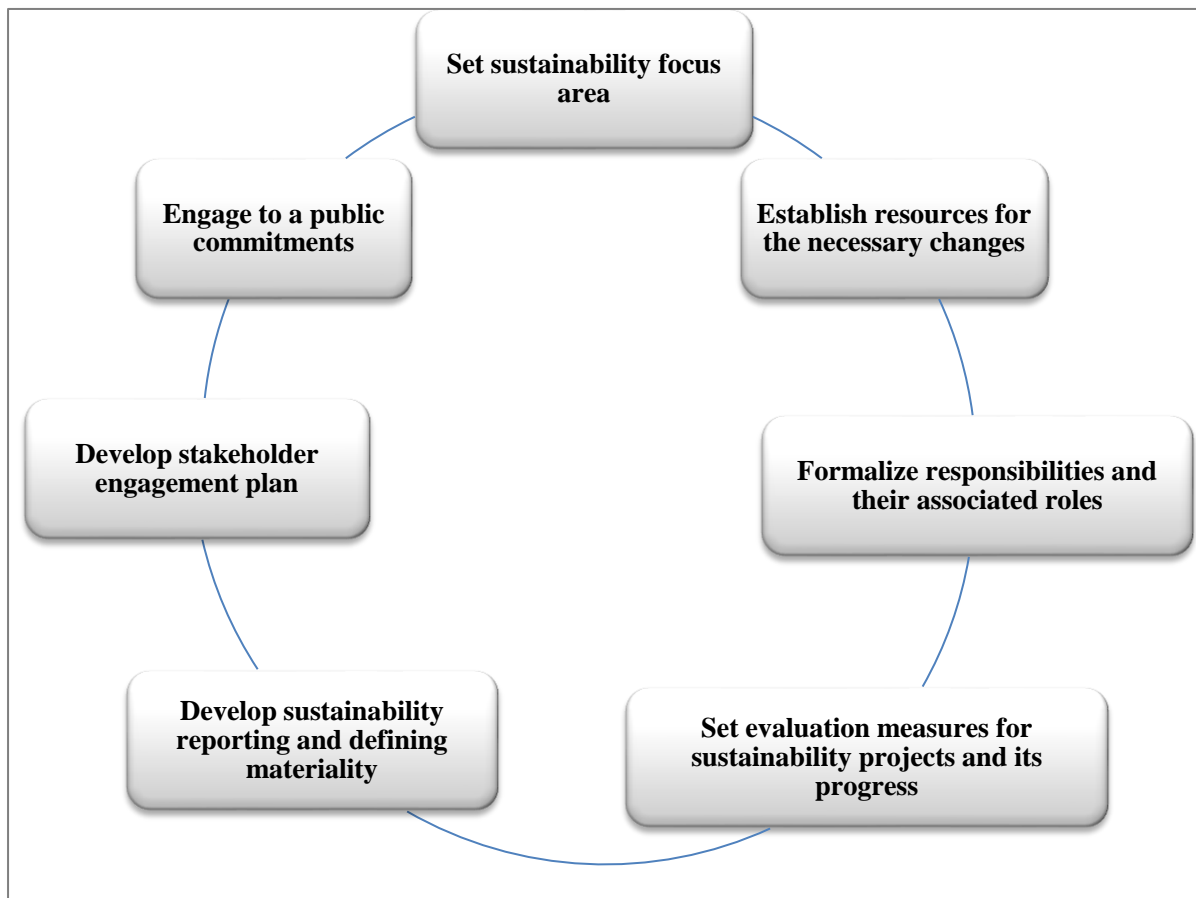 Set sustainability focus
area
Establish resources for
the necessary changes
Formalize responsibilities and
their associated roles
Set evaluation measures for
sustainability projects and its
progress
Develop sustainability
reporting and defining
materiality
Develop stakeholder
engagement plan
Engage to a public
commitments